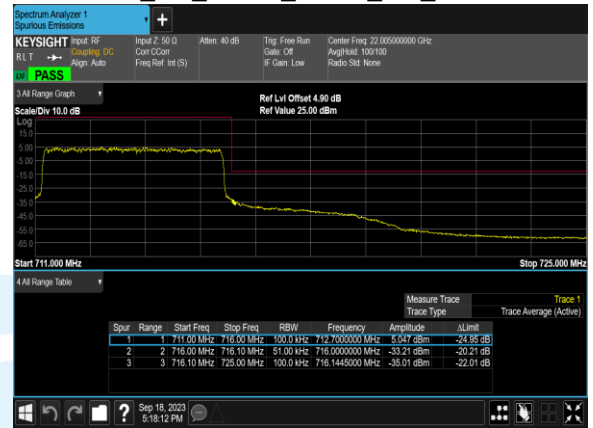 Spectrum Analyzer 1
Spurious Emissions
KEYSIGHT Input: RF Input Z: 50 Ω Atten: 40 dB Trig: Free Run Center Freq: 22.005000000 GHz
RLT Coupling: DC Corr CCorr Gate: Off Avg|Hold: 100/100
Align: Auto Freq Ref: Int (S) IF Gain: Low Radio Std: None
PASS
3 All Range Graph
Ref Lvl Offset 4.90 dB
Scale/Div 10.0 dB Ref Value 25.00 dBm
Log
15.0
5.00
-5.00
-15.0
-25.0
-35.0
-45.0
-55.0
-65.0
Start 711.000 MHz Stop 725.000 MHz
4 All Range Table
Measure Trace Trace 1
Trace Type Trace Average (Active)
Spur Range Start Freq Stop Freq RBW Frequency Amplitude ΔLimit
1 1 711.00 MHz 716.00 MHz 100.0 kHz 712.7000000 MHz 5.047 dBm -24.95 dB
2 2 716.00 MHz 716.10 MHz 51.00 kHz 716.0000000 MHz -33.21 dBm -20.21 dB
3 3 716.10 MHz 725.00 MHz 100.0 kHz 716.1445000 MHz -35.01 dBm -22.01 dB
? Sep 18, 2023
5:18:12 PM